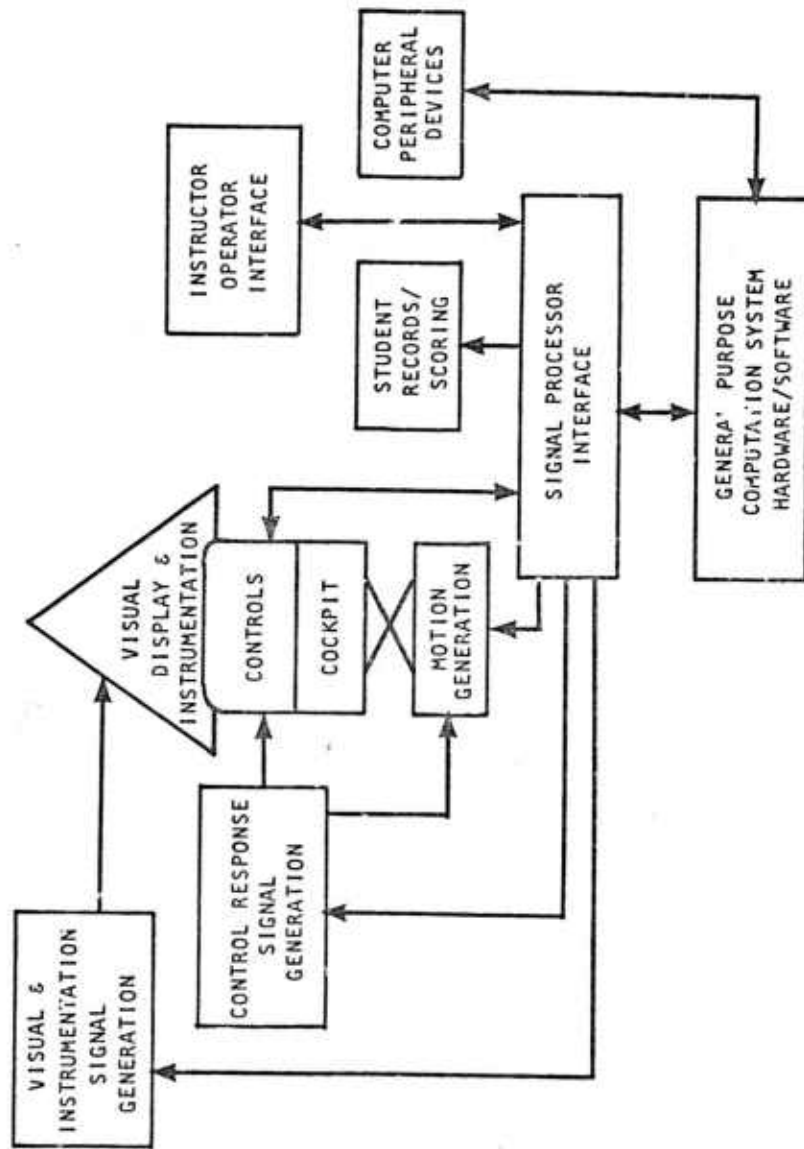 VISUAL &
INSTRUMENTATION
SIGNAL
GENERATION
VISUAL
DISPLAY &
INSTRUMENTATION
CONTROL RESPONSE
SIGNAL
GENERATION
CONTROLS
COCKPIT
MOTION
GENERATION
INSTRUCTOR
OPERATOR
INTERFACE
STUDENT
RECORDS/
SCORING
COMPUTER
PERIPHERAL
DEVICES
SIGNAL PROCESSOR
INTERFACE
GENERAL PURPOSE
COMPUTATION SYSTEM
HARDWARE/SOFTWARE